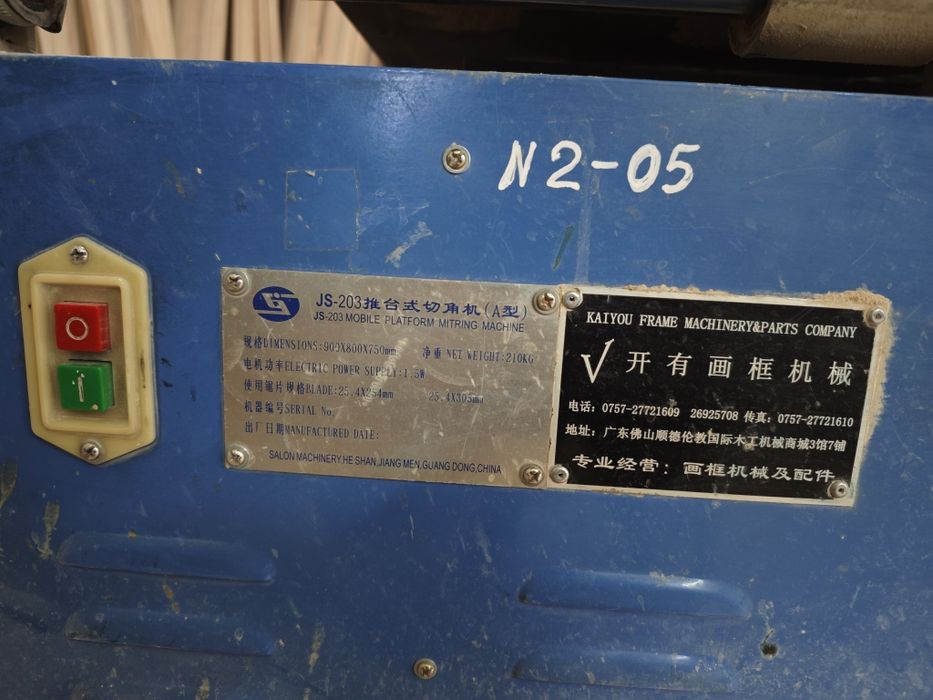 N2-05
JS-203推台式切角机(A型)
JS-203 MOBILE PLATFORM MITRING MACHINE
规格DIMENSIONS:900X800X750mm 净重 NET WEIGHT:210KG
电机功率ELECTRIC POWER SUPPLY:1.5W
使用锯片规格BLADE:25.4X254mm 25.4X305mm
机器编号SERIAL No.
出厂日期MANUFACTURED DATE:
SALON MACHINERY,HE SHAN,JIANG MEN,GUANG DONG,CHINA
KAIYOU FRAME MACHINERY&PARTS COMPANY
开有画框机械
电话:0757-27721609 26925708 传真:0757-27721610
地址:广东佛山顺德伦教国际木工机械商城3馆7铺
专业经营:画框机械及配件